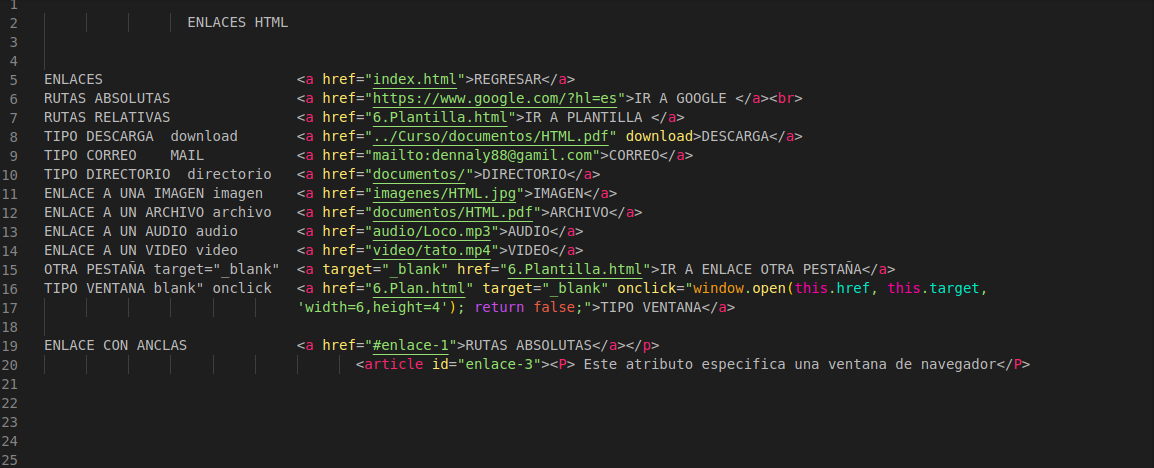 1
2 ENLACES HTML
3
4
5 ENLACES <a href="index.html">REGRESAR</a>
6 RUTAS ABSOLUTAS <a href="https://www.google.com/?hl=es">IR A GOOGLE </a><br>
7 RUTAS RELATIVAS <a href="6.Plantilla.html">IR A PLANTILLA </a>
8 TIPO DESCARGA download <a href="../Curso/documentos/HTML.pdf" download>DESCARGA</a>
9 TIPO CORREO MAIL <a href="mailto:dennaly88@gamil.com">CORREO</a>
10 TIPO DIRECTORIO directorio <a href="documentos/">DIRECTORIO</a>
11 ENLACE A UNA IMAGEN imagen <a href="imagenes/HTML.jpg">IMAGEN</a>
12 ENLACE A UN ARCHIVO archivo <a href="documentos/HTML.pdf">ARCHIVO</a>
13 ENLACE A UN AUDIO audio <a href="audio/Loco.mp3">AUDIO</a>
14 ENLACE A UN VIDEO video <a href="video/tato.mp4">VIDEO</a>
15 OTRA PESTAÑA target="_blank" <a target="_blank" href="6.Plantilla.html">IR A ENLACE OTRA PESTAÑA</a>
16 TIPO VENTANA blank" onclick <a href="6.Plan.html" target="_blank" onclick="window.open(this.href, this.target,
17 'width=6,height=4'); return false;">TIPO VENTANA</a>
18
19 ENLACE CON ANCLAS <a href="#enlace-1">RUTAS ABSOLUTAS</a></p>
20 <article id="enlace-3"><P> Este atributo especifica una ventana de navegador</P>
21
22
23
24
25